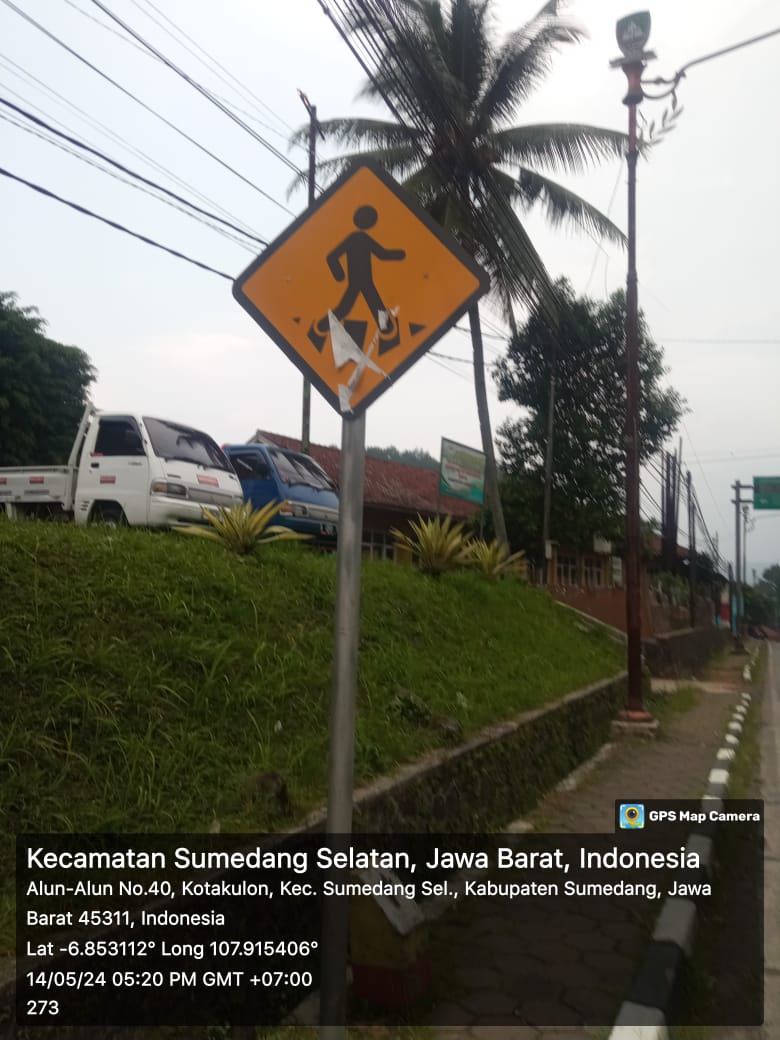 GPS Map Camera
Kecamatan Sumedang Selatan, Jawa Barat, Indonesia
Alun-Alun No.40, Kotakulon, Kec. Sumedang Sel., Kabupaten Sumedang, Jawa
Barat 45311, Indonesia
Lat -6.853112° Long 107.915406°
14/05/24 05:20 PM GMT +07:00
273